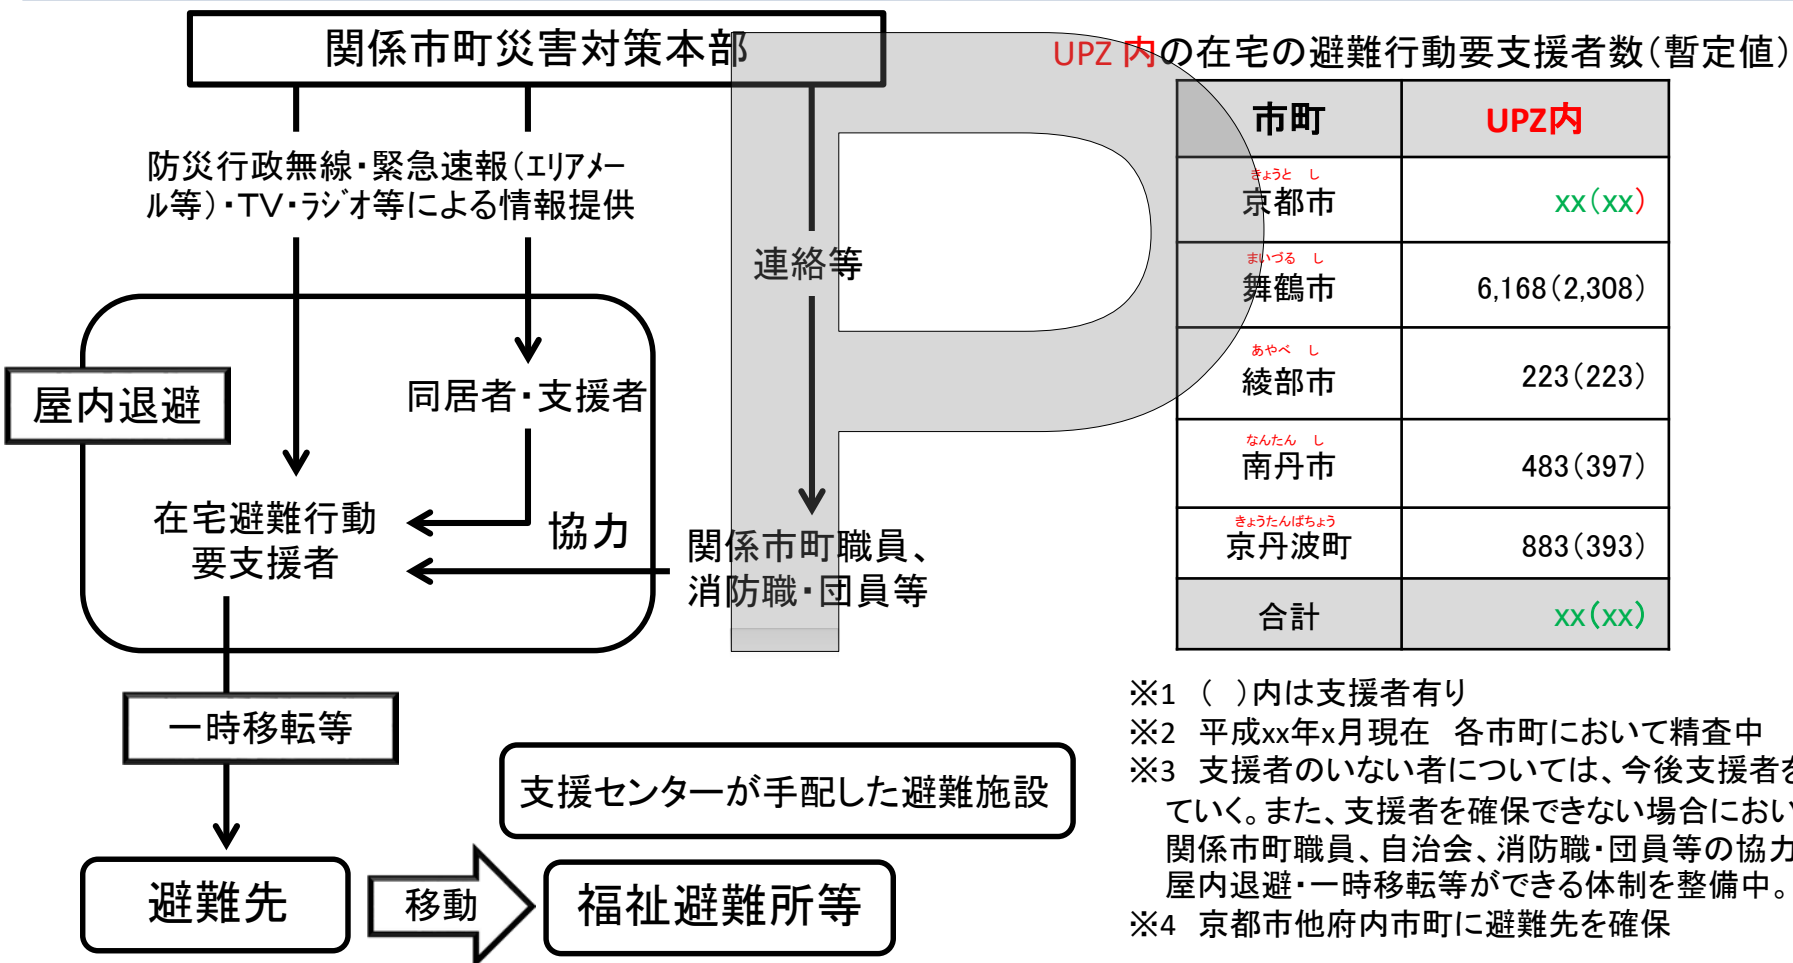 関係市町災害対策本部
防災行政無線・緊急速報（エリアメー
ル等）・TV・ラジオ等による情報提供
連絡等
屋内退避
同居者・支援者
在宅避難行動
要支援者
協力
関係市町職員、
消防職・団員等
一時移転等
支援センターが手配した避難施設
避難先
移動
福祉避難所等
P
UPZ 内の在宅の避難行動要支援者数（暫定値）
市町 UPZ内
きょうと し
京都市 xx（xx）
まいづる し
舞鶴市 6,168（2,308）
あやべ し
綾部市 223（223）
なんたん し
南丹市 483（397）
きょうたんばちょう
京丹波町 883（393）
合計 xx（xx）
※1 （ ）内は支援者有り
※2 平成xx年x月現在 各市町において精査中
※3 支援者のいない者については、今後支援者を
ていく。また、支援者を確保できない場合におい
関係市町職員、自治会、消防職・団員等の協力
屋内退避・一時移転等ができる体制を整備中。
※4 京都市他府内市町に避難先を確保